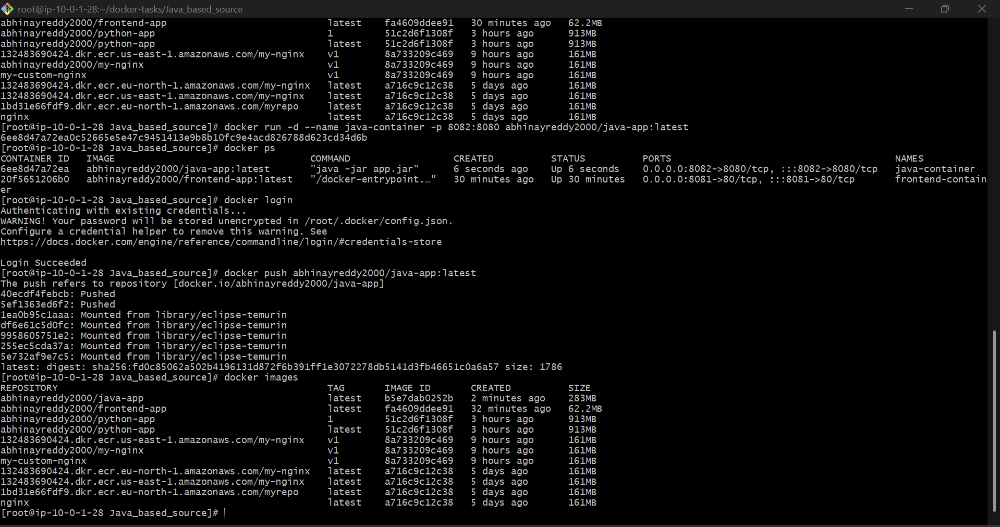 root@ip-10-0-1-28:~/docker-tasks/Java_based_source
abhinayreddy2000/frontend-app latest fa4609ddee91 30 minutes ago 62.2MB
abhinayreddy2000/python-app 1 51c2d6f1308f 3 hours ago 913MB
abhinayreddy2000/python-app latest 51c2d6f1308f 3 hours ago 913MB
132483690424.dkr.ecr.us-east-1.amazonaws.com/my-nginx v1 8a733209c469 9 hours ago 161MB
abhinayreddy2000/my-nginx v1 8a733209c469 9 hours ago 161MB
my-custom-nginx v1 8a733209c469 9 hours ago 161MB
132483690424.dkr.ecr.eu-north-1.amazonaws.com/my-nginx latest a716c9c12c38 5 days ago 161MB
132483690424.dkr.ecr.us-east-1.amazonaws.com/my-nginx latest a716c9c12c38 5 days ago 161MB
1bd31e66fdf9.dkr.ecr.eu-north-1.amazonaws.com/myrepo latest a716c9c12c38 5 days ago 161MB
nginx latest a716c9c12c38 5 days ago 161MB
[root@ip-10-0-1-28 Java_based_source]# docker run -d --name java-container -p 8082:8080 abhinayreddy2000/java-app:latest
6ee8d47a72ea0c52665e5e47c9451413e9b8b10fc9e4acd826788d623cd34d6b
[root@ip-10-0-1-28 Java_based_source]# docker ps
CONTAINER ID IMAGE COMMAND CREATED STATUS PORTS NAMES
6ee8d47a72ea abhinayreddy2000/java-app:latest "java -jar app.jar" 6 seconds ago Up 6 seconds 0.0.0.0:8082->8080/tcp, :::8082->8080/tcp java-container
20f5651206b0 abhinayreddy2000/frontend-app:latest "/docker-entrypoint.…" 30 minutes ago Up 30 minutes 0.0.0.0:8081->80/tcp, :::8081->80/tcp frontend-contain
er
[root@ip-10-0-1-28 Java_based_source]# docker login
Authenticating with existing credentials...
WARNING! Your password will be stored unencrypted in /root/.docker/config.json.
Configure a credential helper to remove this warning. See
https://docs.docker.com/engine/reference/commandline/login/#credentials-store
Login Succeeded
[root@ip-10-0-1-28 Java_based_source]# docker push abhinayreddy2000/java-app:latest
The push refers to repository [docker.io/abhinayreddy2000/java-app]
40ecdf4febcb: Pushed
5ef1363ed6f2: Pushed
1ea0b95c1aaa: Mounted from library/eclipse-temurin
df6e61c5d0fc: Mounted from library/eclipse-temurin
9958605751e2: Mounted from library/eclipse-temurin
255ec5cda37a: Mounted from library/eclipse-temurin
5e732af9e7c5: Mounted from library/eclipse-temurin
latest: digest: sha256:fd0c85062a502b4196131d872f6b391ff1e3072278db5141d3fb46651c0a6a57 size: 1786
[root@ip-10-0-1-28 Java_based_source]# docker images
REPOSITORY TAG IMAGE ID CREATED SIZE
abhinayreddy2000/java-app latest b5e7dab0252b 2 minutes ago 283MB
abhinayreddy2000/frontend-app latest fa4609ddee91 32 minutes ago 62.2MB
abhinayreddy2000/python-app 1 51c2d6f1308f 3 hours ago 913MB
abhinayreddy2000/python-app latest 51c2d6f1308f 3 hours ago 913MB
132483690424.dkr.ecr.us-east-1.amazonaws.com/my-nginx v1 8a733209c469 9 hours ago 161MB
abhinayreddy2000/my-nginx v1 8a733209c469 9 hours ago 161MB
my-custom-nginx v1 8a733209c469 9 hours ago 161MB
132483690424.dkr.ecr.eu-north-1.amazonaws.com/my-nginx latest a716c9c12c38 5 days ago 161MB
132483690424.dkr.ecr.us-east-1.amazonaws.com/my-nginx latest a716c9c12c38 5 days ago 161MB
1bd31e66fdf9.dkr.ecr.eu-north-1.amazonaws.com/myrepo latest a716c9c12c38 5 days ago 161MB
nginx latest a716c9c12c38 5 days ago 161MB
[root@ip-10-0-1-28 Java_based_source]#